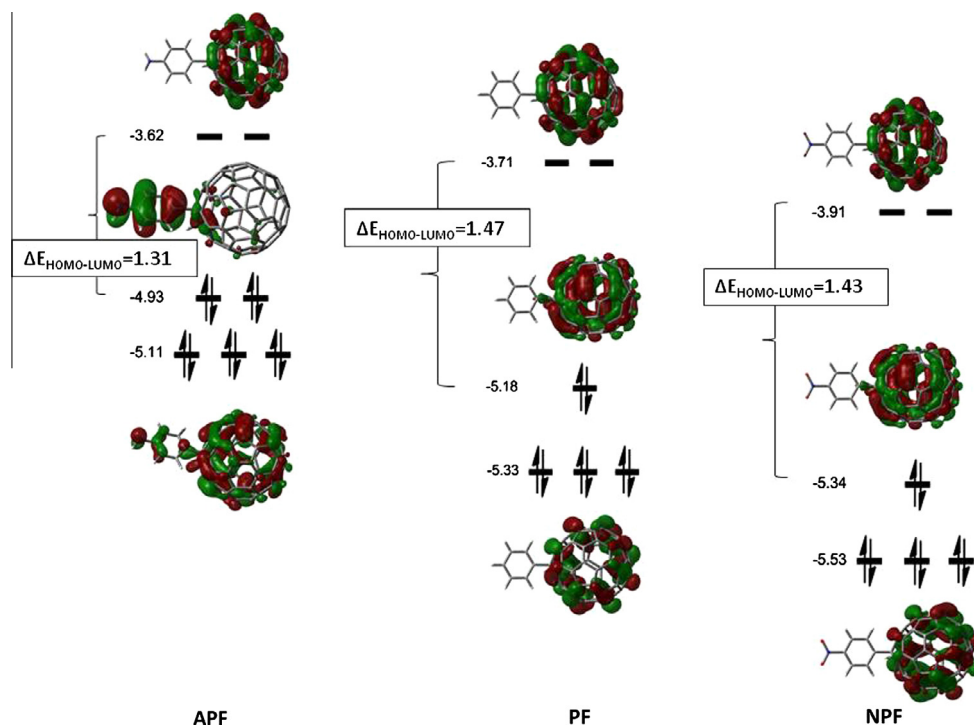 -3.62
ΔE_HOMO-LUMO=1.31
-4.93
-5.11
APF
-3.71
ΔE_HOMO-LUMO=1.47
-5.18
-5.33
PF
-3.91
ΔE_HOMO-LUMO=1.43
-5.34
-5.53
NPF